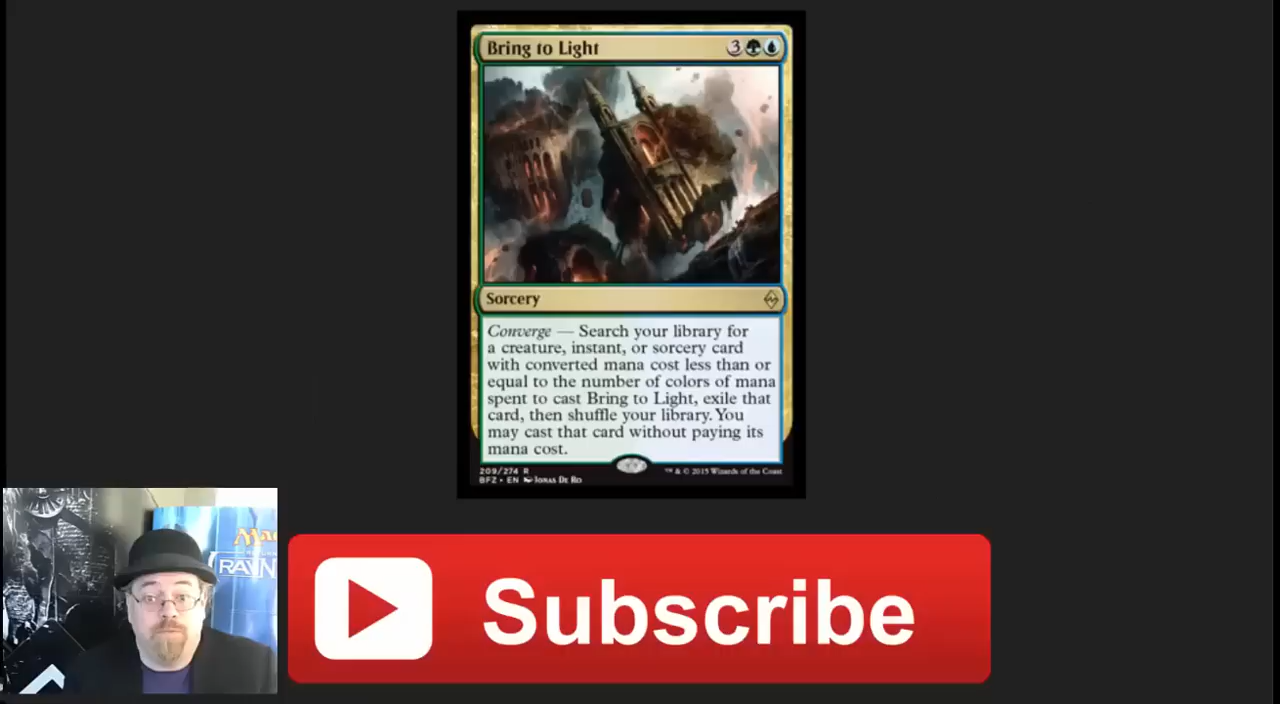 Bring to Light
3
Sorcery
Converge — Search your library for
a creature, instant, or sorcery card
with converted mana cost less than or
equal to the number of colors of mana
spent to cast Bring to Light, exile that
card, then shuffle your library. You
may cast that card without paying its
mana cost.
209/274 R
BFZ • EN Jonas De Ro
™ & © 2015 Wizards of the Coast
Subscribe